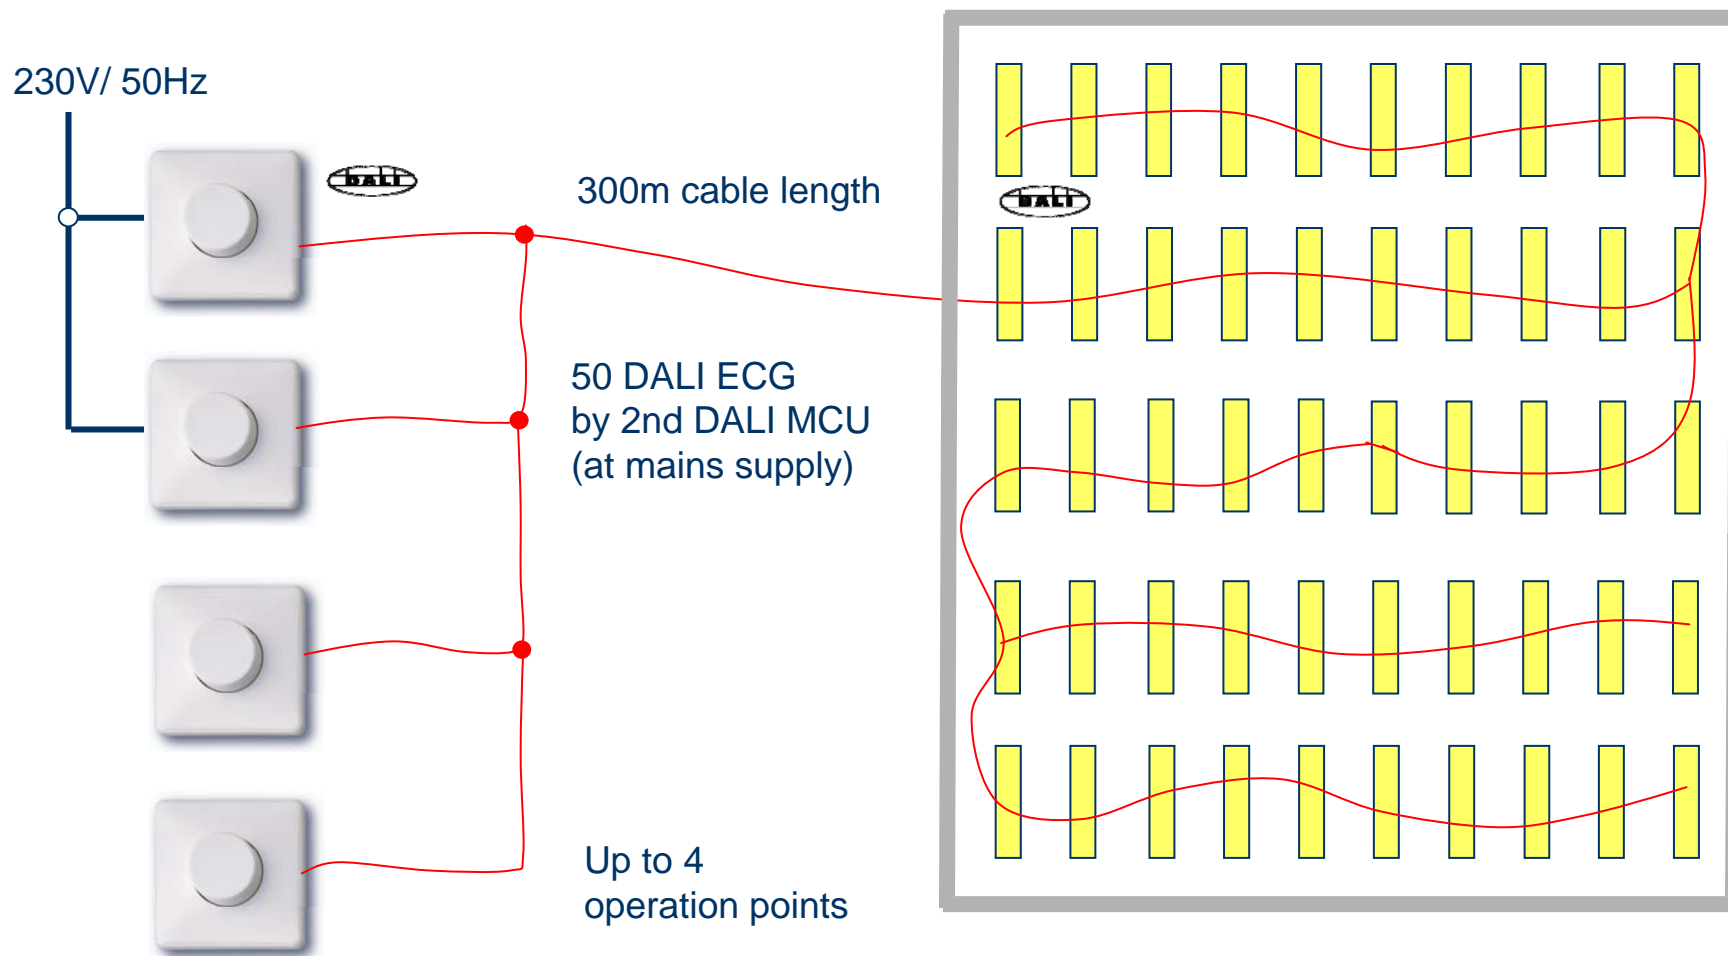 230V/ 50Hz
DALI
300m cable length
DALI
50 DALI ECG
by 2nd DALI MCU
(at mains supply)
Up to 4
operation points